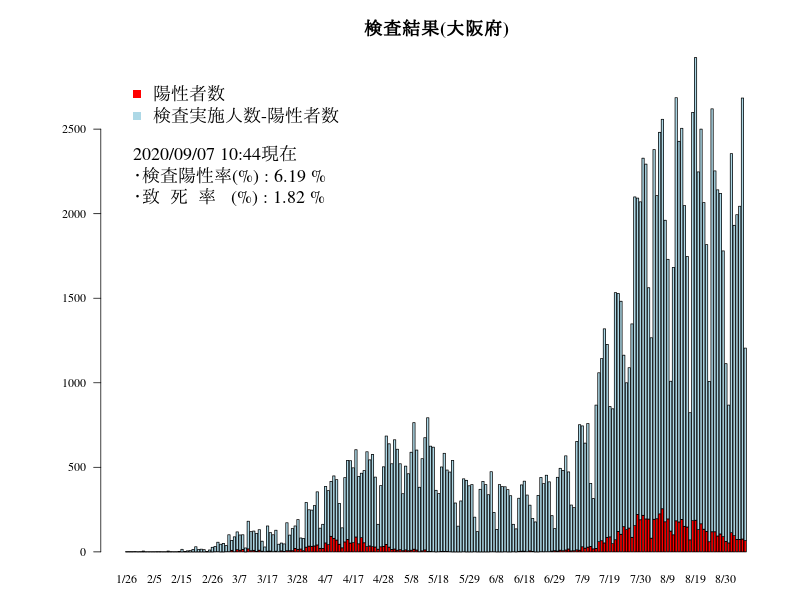 検査結果(大阪府)
陽性者数
検査実施人数-陽性者数
2020/09/07 10:44現在
・検査陽性率(%) : 6.19 %
・致 死 率 (%) : 1.82 %
2500
2000
1500
1000
500
0
1/26 2/5 2/15 2/26 3/7 3/17 3/28 4/7 4/17 4/28 5/8 5/18 5/29 6/8 6/18 6/29 7/9 7/19 7/30 8/9 8/19 8/30